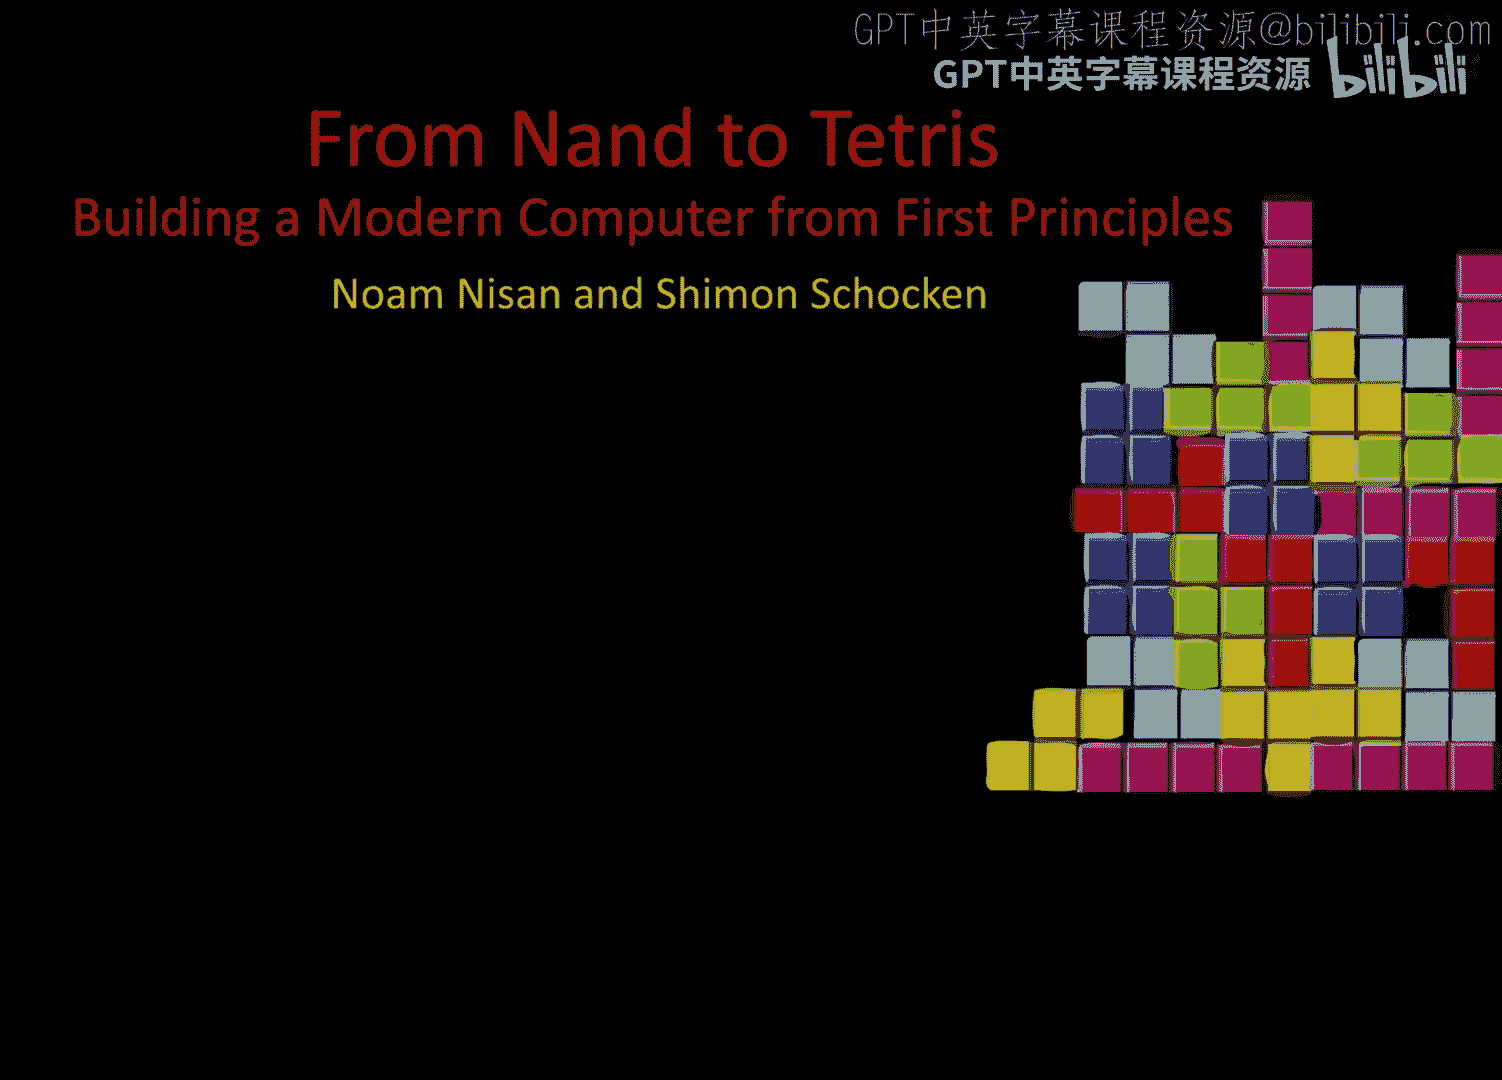 GPT中英字幕课程资源@bilibili.com
GPT中英字幕课程资源 bilibili
From Nand to Tetris
Building a Modern Computer from First Principles
Noam Nisan and Shimon Schocken